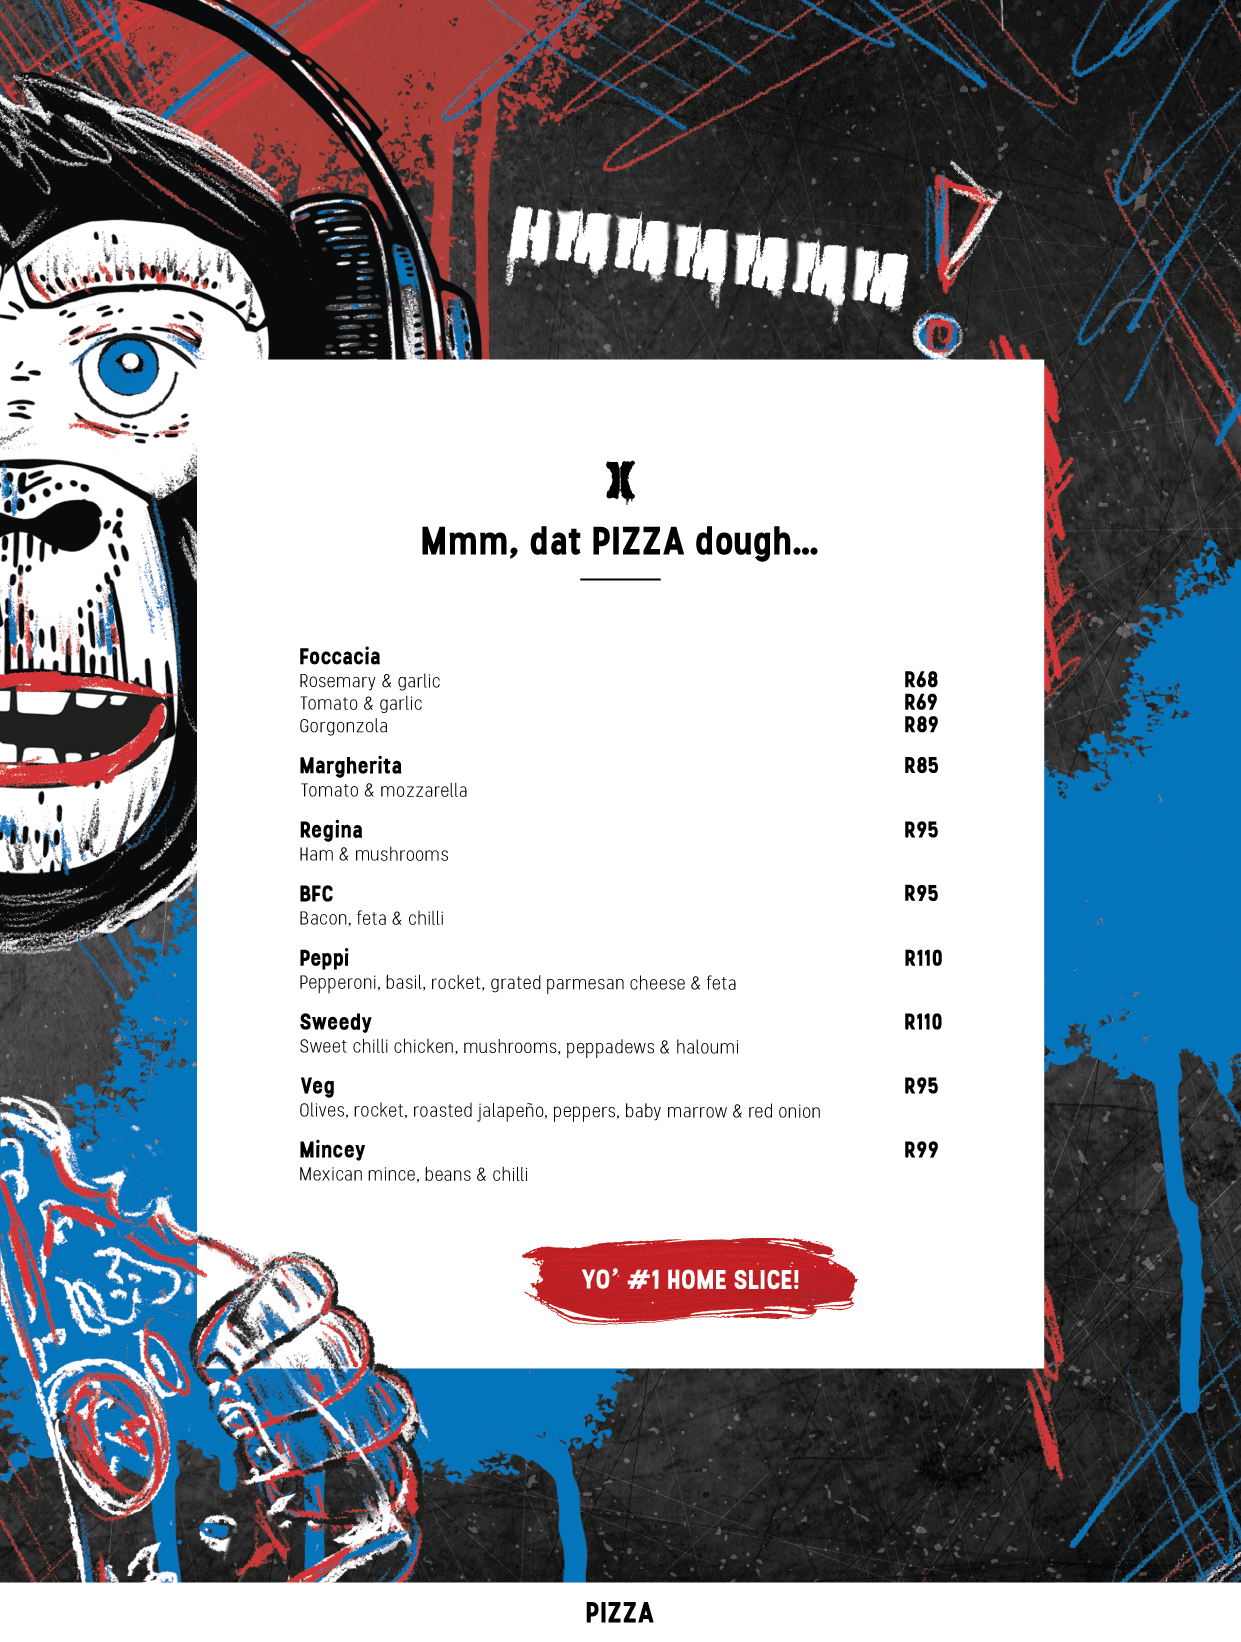 HMMMMMM!
Mmm, dat PIZZA dough...
Foccacia
Rosemary & garlic R68
Tomato & garlic R69
Gorgonzola R89
Margherita R85
Tomato & mozzarella
Regina R95
Ham & mushrooms
BFC R95
Bacon, feta & chilli
Peppi R110
Pepperoni, basil, rocket, grated parmesan cheese & feta
Sweedy R110
Sweet chilli chicken, mushrooms, peppadews & haloumi
Veg R95
Olives, rocket, roasted jalapeño, peppers, baby marrow & red onion
Mincey R99
Mexican mince, beans & chilli
YO' #1 HOME SLICE!
PIZZA